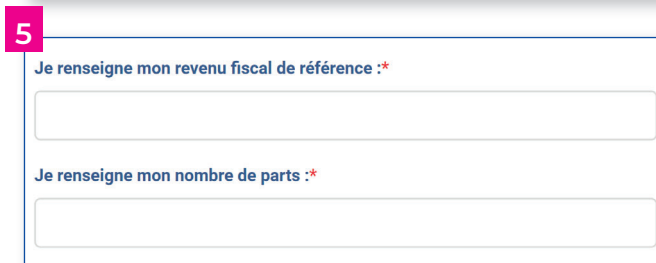 5
Je renseigne mon revenu fiscal de référence :*
Je renseigne mon nombre de parts :*